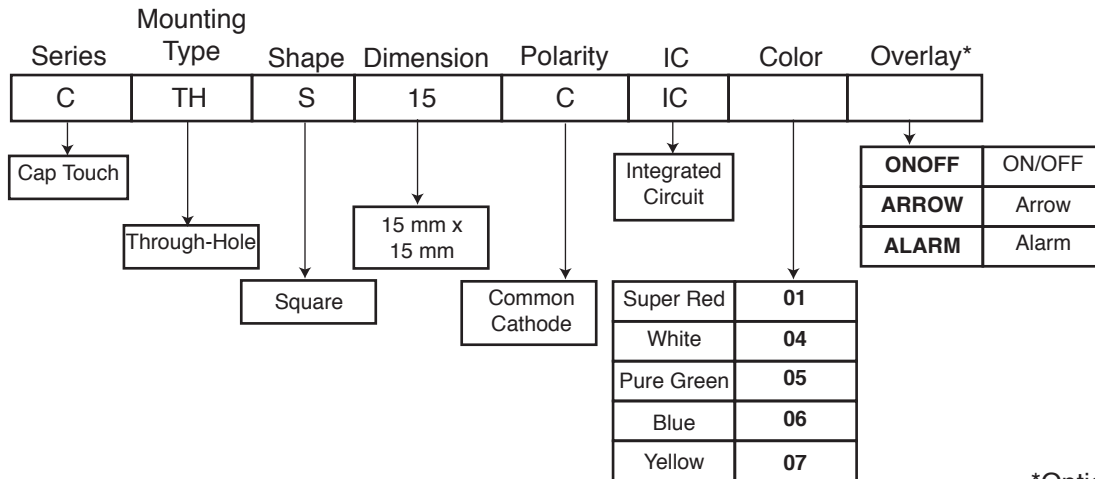 Mounting
Series Type Shape Dimension Polarity IC Color Overlay*
C TH S 15 C IC
Cap Touch
Through-Hole
Square
15 mm x
15 mm
Common
Cathode
Integrated
Circuit
Super Red 01
White 04
Pure Green 05
Blue 06
Yellow 07
ONOFF ON/OFF
ARROW Arrow
ALARM Alarm